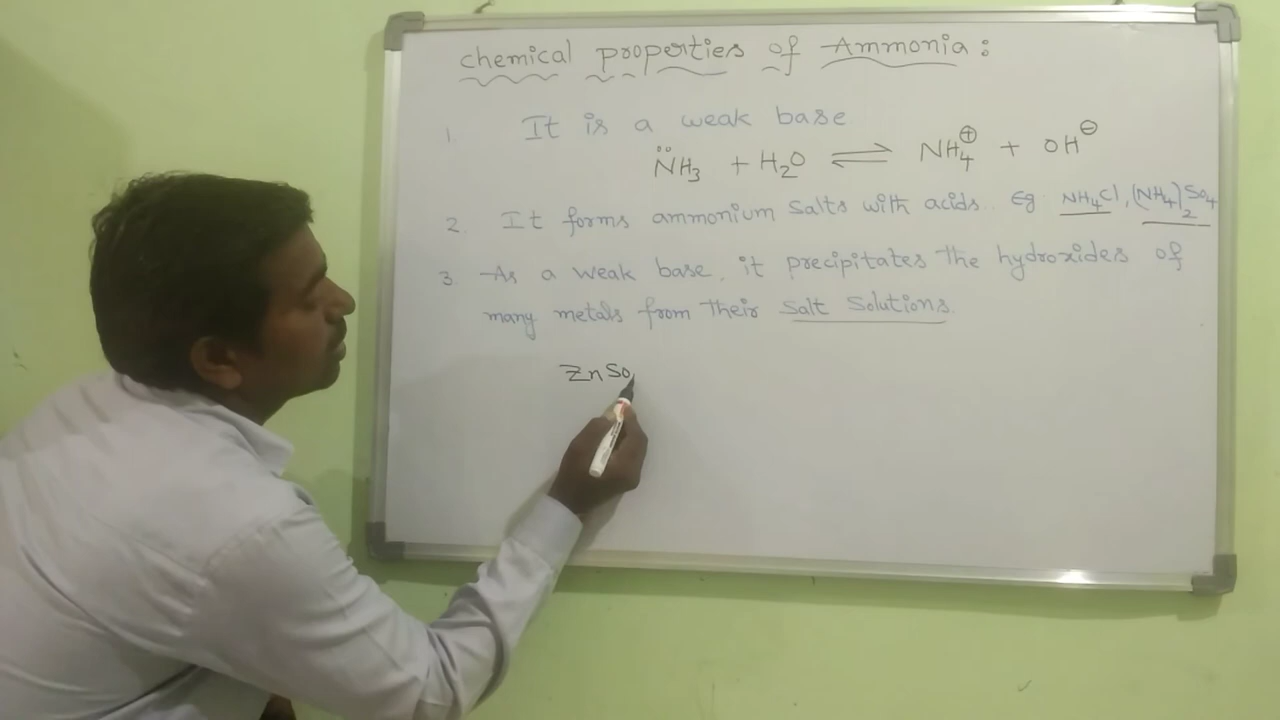 chemical properties of Ammonia :
1. It is a weak base
N̈H₃ + H₂O ⇌ NH₄⊕ + OH⊖
2. It forms ammonium salts with acids. Eg NH₄Cl, (NH₄)₂SO₄
3. As a weak base, it precipitates the hydroxides of
many metals from their salt solutions.
ZnSO